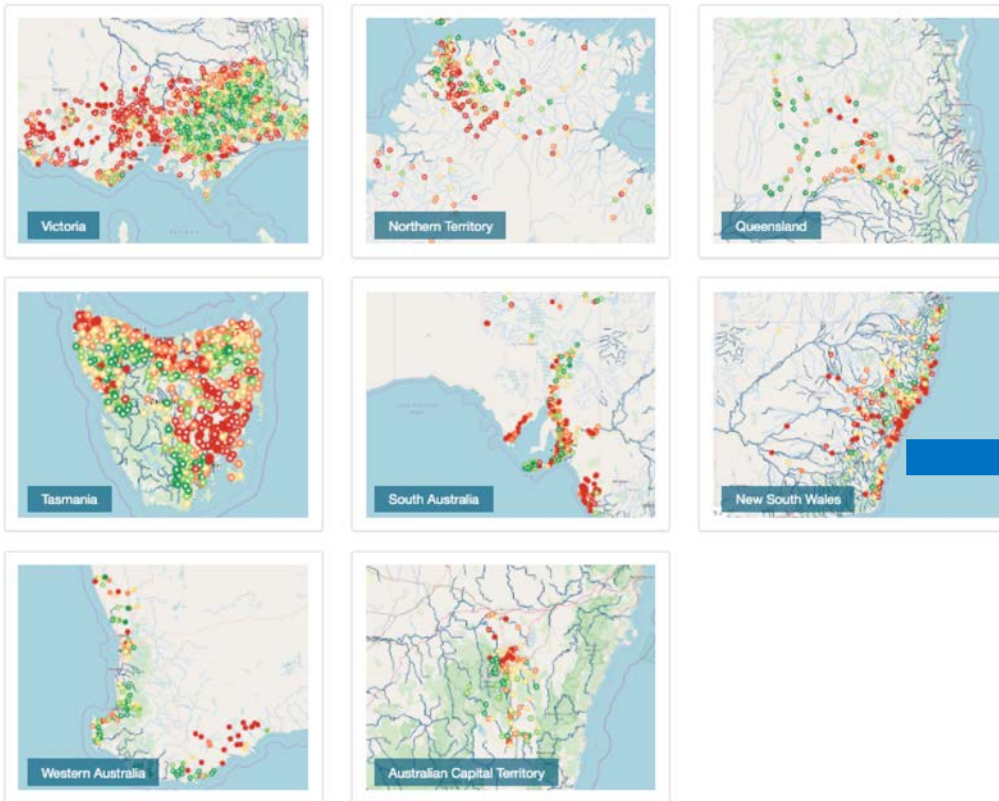 Victoria
Northern Territory
Queensland
Tasmania
South Australia
New South Wales
Western Australia
Australian Capital Territory